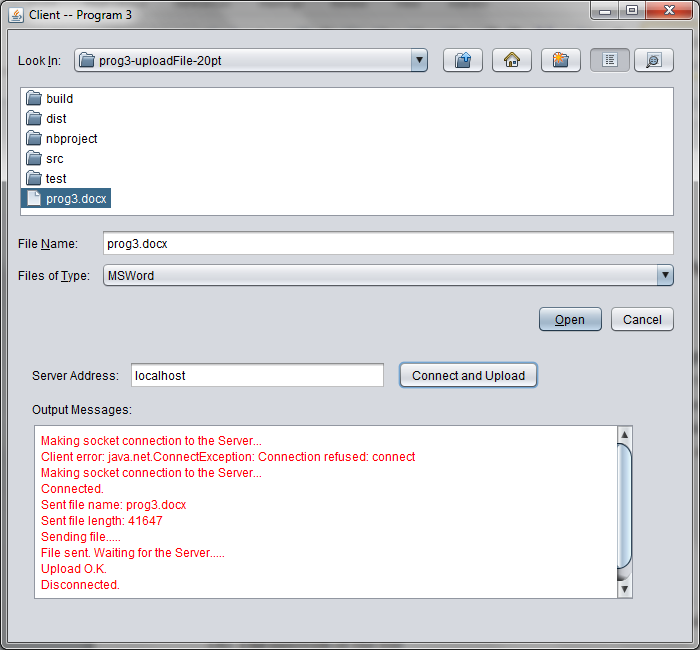 Client -- Program 3
Look In: prog3-uploadFile-20pt
build
dist
nbproject
src
test
prog3.docx
File Name: prog3.docx
Files of Type: MSWord
Open Cancel
Server Address: localhost Connect and Upload
Output Messages:
Making socket connection to the Server...
Client error: java.net.ConnectException: Connection refused: connect
Making socket connection to the Server...
Connected.
Sent file name: prog3.docx
Sent file length: 41647
Sending file.....
File sent. Waiting for the Server.....
Upload O.K.
Disconnected.